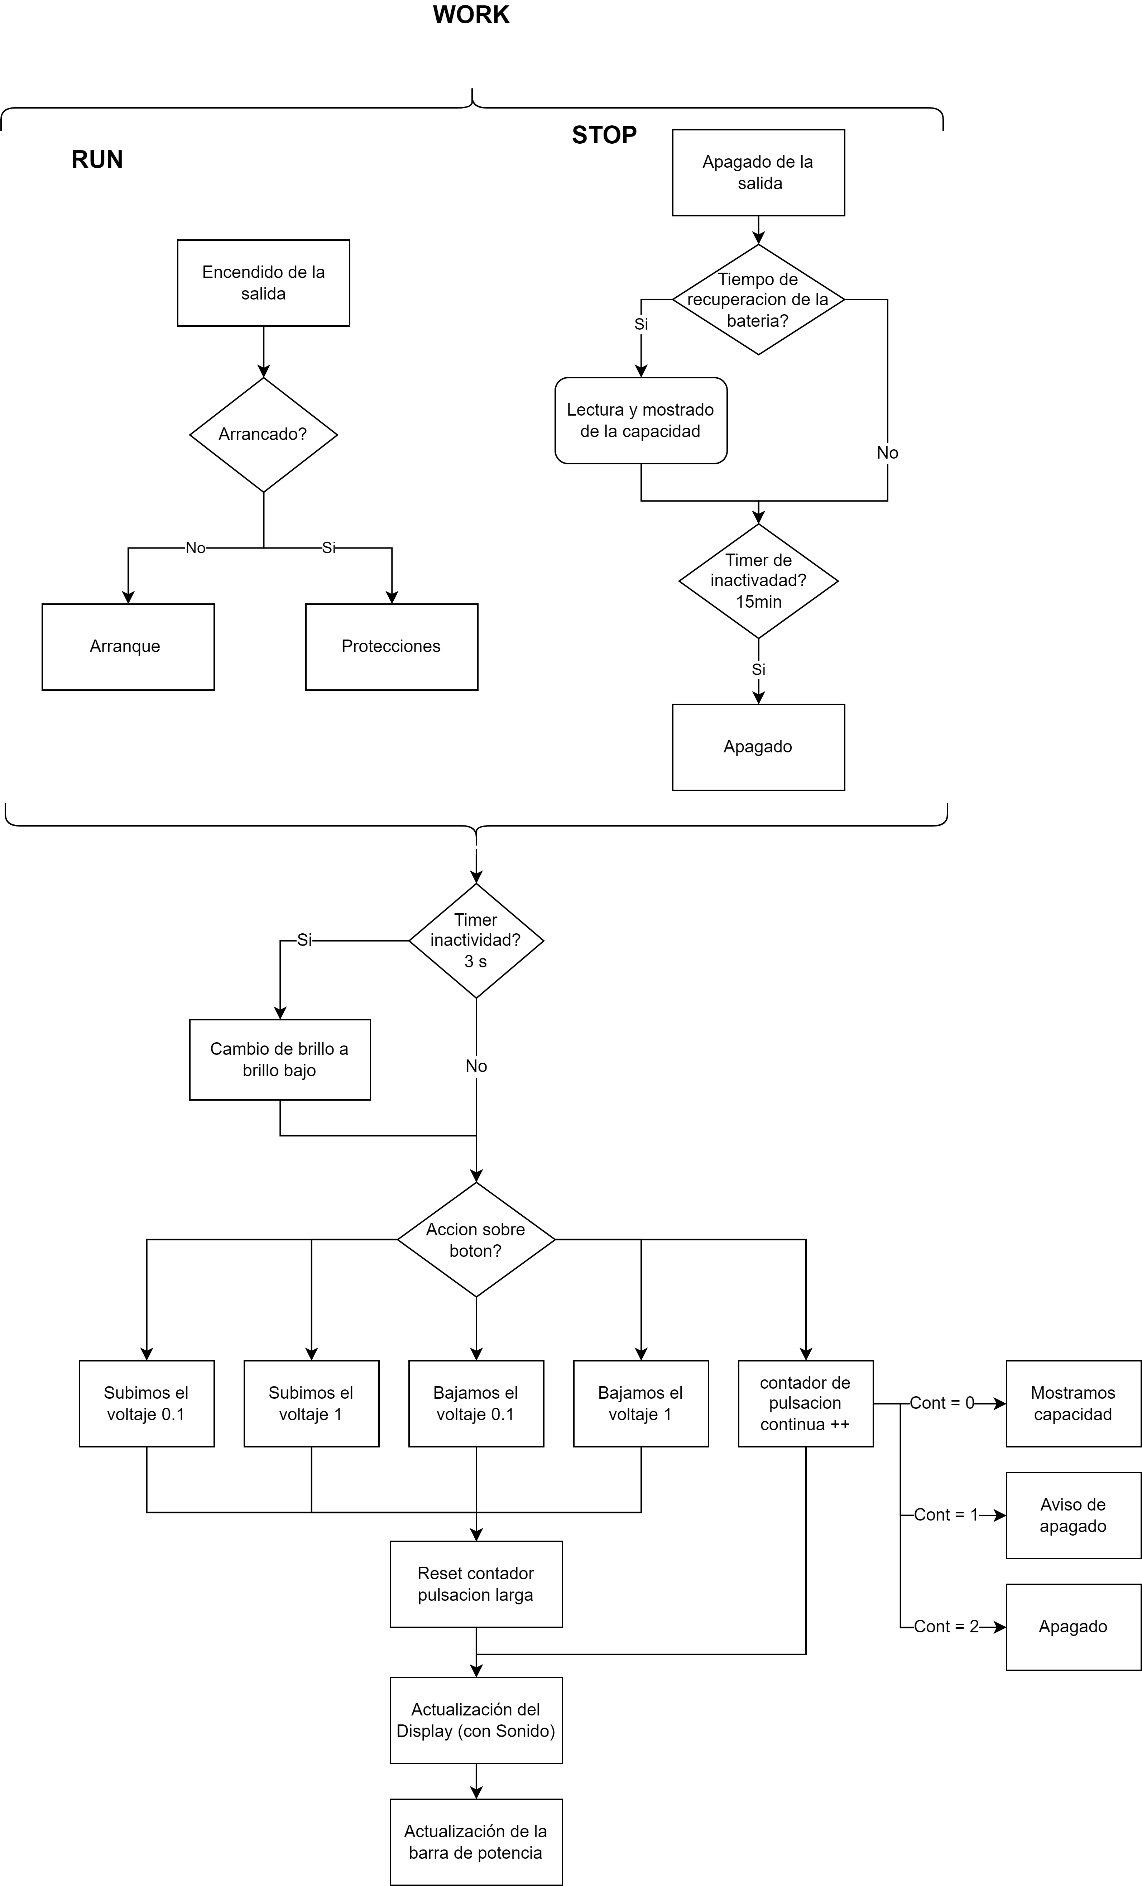 WORK
RUN
STOP
Apagado de la
salida
Encendido de la
salida
Tiempo de
recuperacion de la
bateria?
Si
No
Arrancado?
Lectura y mostrado
de la capacidad
No
Si
Timer de
inactivadad?
15min
Arranque
Protecciones
Si
Apagado
Timer
inactividad?
3 s
Si
Cambio de brillo a
brillo bajo
No
Accion sobre
boton?
Subimos el
voltaje 0.1
Subimos el
voltaje 1
Bajamos el
voltaje 0.1
Bajamos el
voltaje 1
contador de
pulsacion
continua ++
Cont = 0
Mostramos
capacidad
Cont = 1
Aviso de
apagado
Cont = 2
Apagado
Reset contador
pulsacion larga
Actualización del
Display (con Sonido)
Actualización de la
barra de potencia